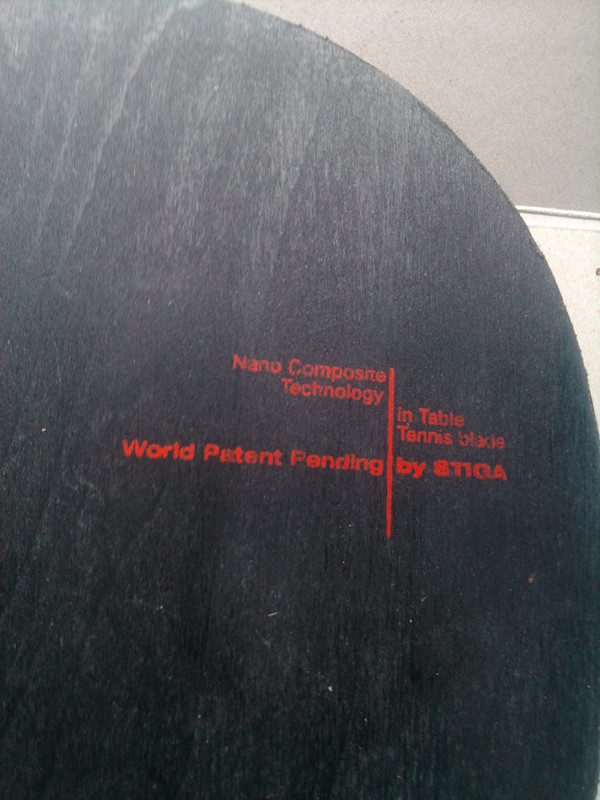 Nano Composite
Technology
in Table
Tennis blade
World Patent Pending by STIGA